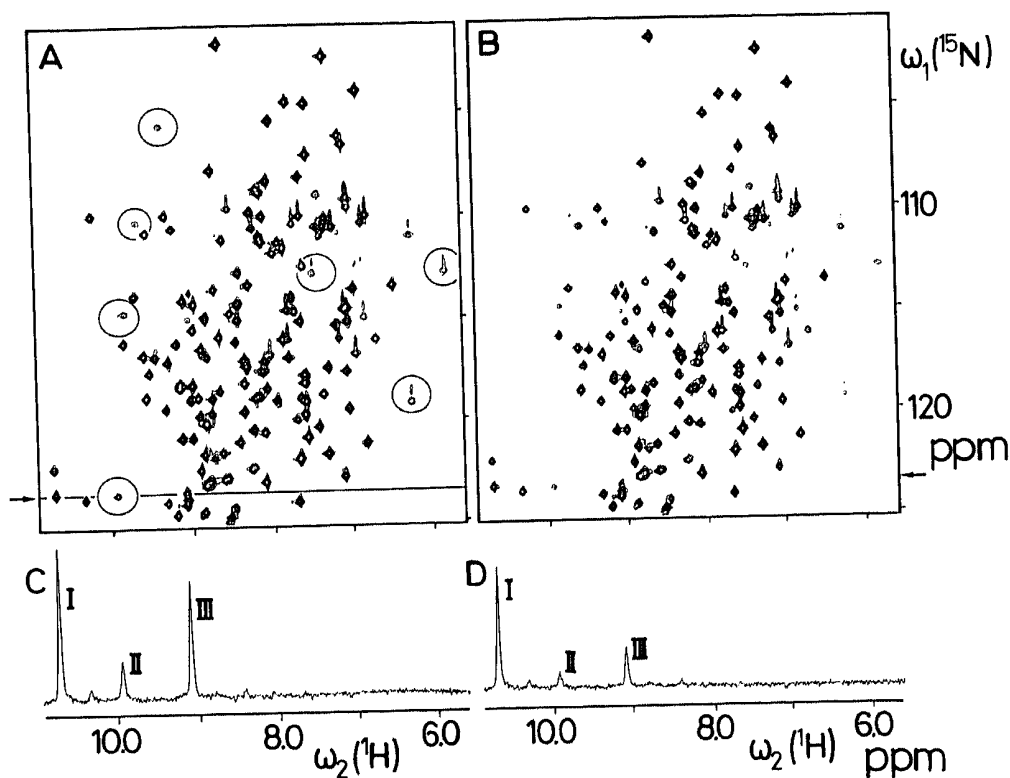 A
B
ω₁(¹⁵N)
110
120
ppm
C
I
II
III
D
I
II
III
10.0
8.0
6.0
ω₂(¹H)
10.0
8.0
6.0
ω₂(¹H)
ppm